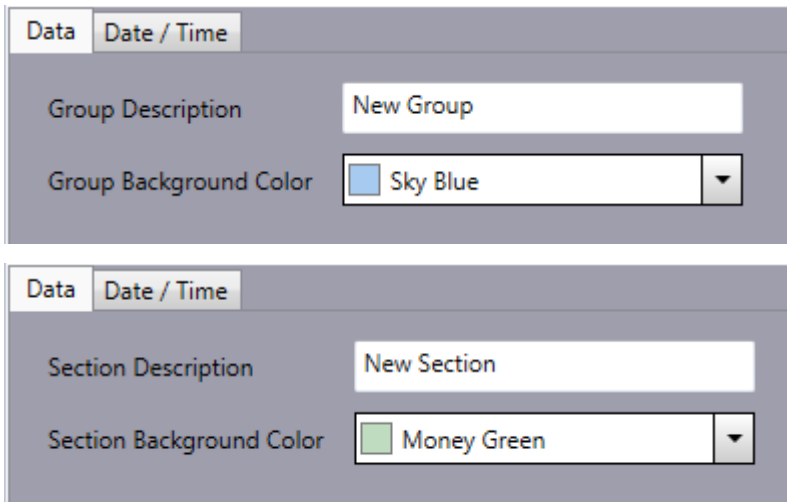 Data Date / Time
Group Description New Group
Group Background Color Sky Blue
Data Date / Time
Section Description New Section
Section Background Color Money Green